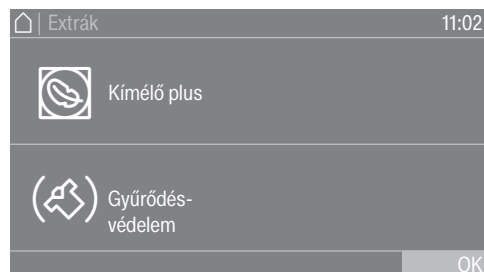 | Extrák 11:02
Kímélő plus
Gyűrődés-
védelem
OK